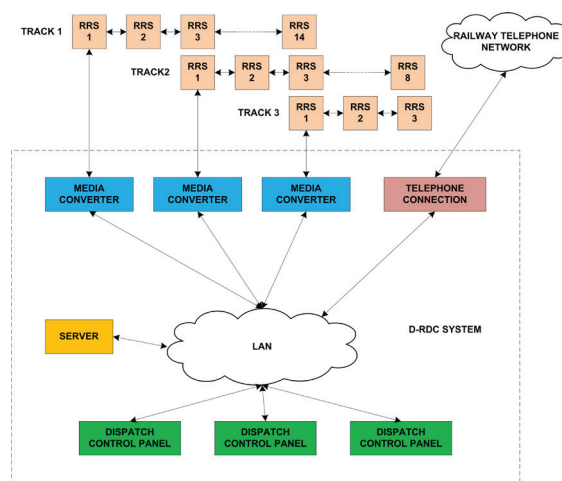 TRACK 1
RRS
1
RRS
2
RRS
3
RRS
14
RAILWAY TELEPHONE
NETWORK
TRACK2
RRS
1
RRS
2
RRS
3
RRS
8
TRACK 3
RRS
1
RRS
2
RRS
3
MEDIA
CONVERTER
MEDIA
CONVERTER
MEDIA
CONVERTER
TELEPHONE
CONNECTION
SERVER
LAN
D-RDC SYSTEM
DISPATCH
CONTROL PANEL
DISPATCH
CONTROL PANEL
DISPATCH
CONTROL PANEL